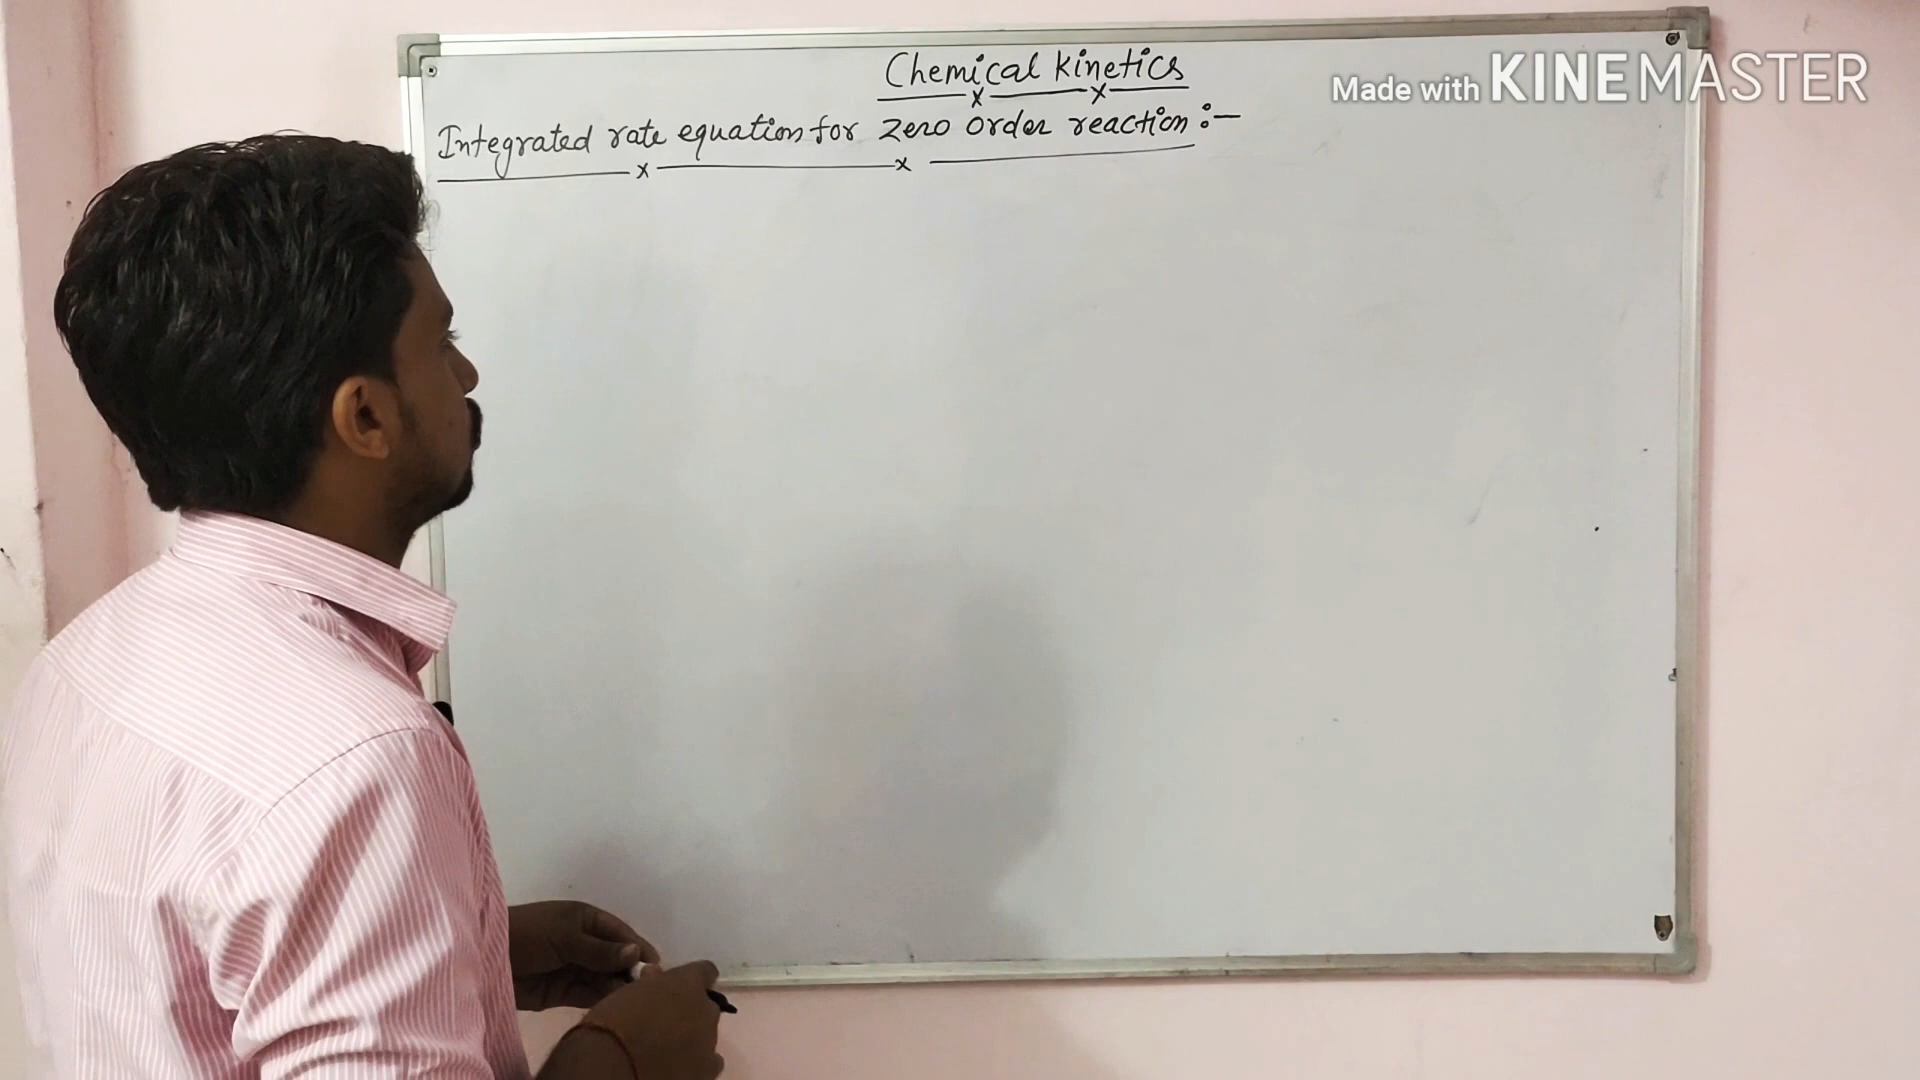 Chemical kinetics
Made with KINEMASTER
Integrated rate equation for zero order reaction :-